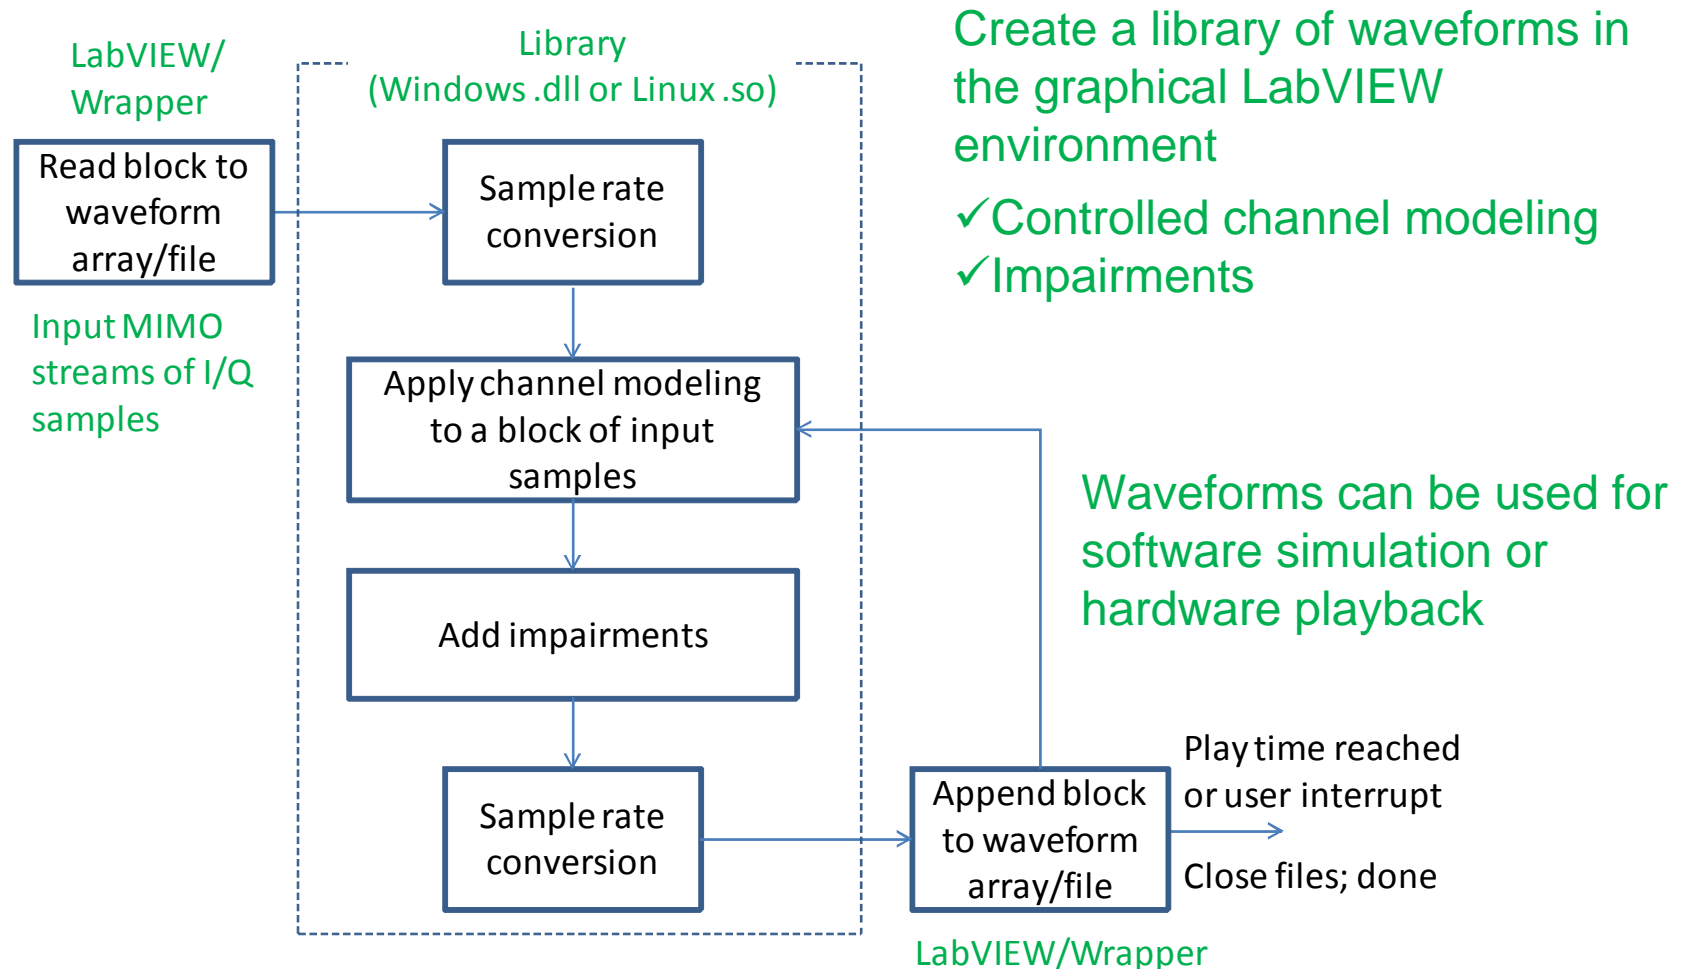 LabVIEW/
Wrapper
Read block to
waveform
array/file
Input MIMO
streams of I/Q
samples
Library
(Windows .dll or Linux .so)
Sample rate
conversion
Apply channel modeling
to a block of input
samples
Add impairments
Sample rate
conversion
Create a library of waveforms in
the graphical LabVIEW
environment
✓Controlled channel modeling
✓Impairments
Waveforms can be used for
software simulation or
hardware playback
Append block
to waveform
array/file
LabVIEW/Wrapper
Play time reached
or user interrupt
Close files; done